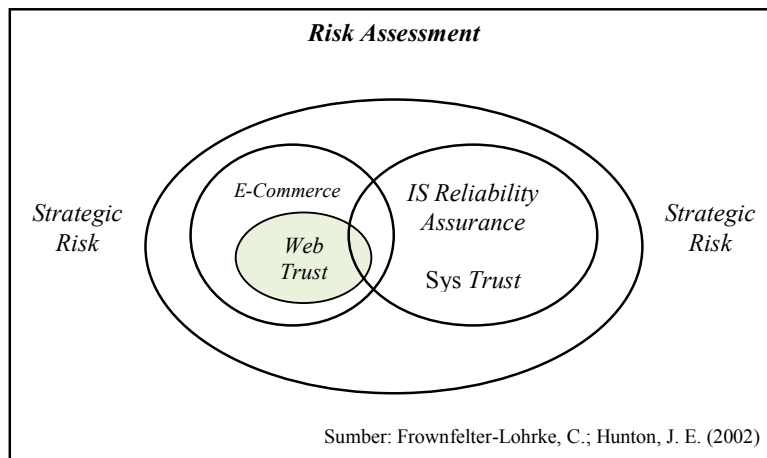 Risk Assessment
E-Commerce
IS Reliability
Assurance
Strategic
Risk
Strategic
Risk
Web
Trust
Sys Trust
Sumber: Frownfelter-Lohrke, C.; Hunton, J. E. (2002)